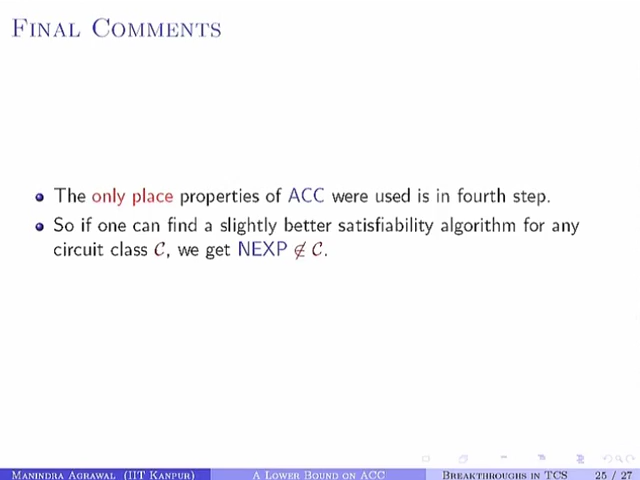 Final Comments
The only place properties of ACC were used is in fourth step.
So if one can find a slightly better satisfiability algorithm for any
circuit class C, we get NEXP ⊄ C.
Manindra Agrawal (IIT Kanpur) A Lower Bound on ACC Breakthroughs in TCS 25 / 27